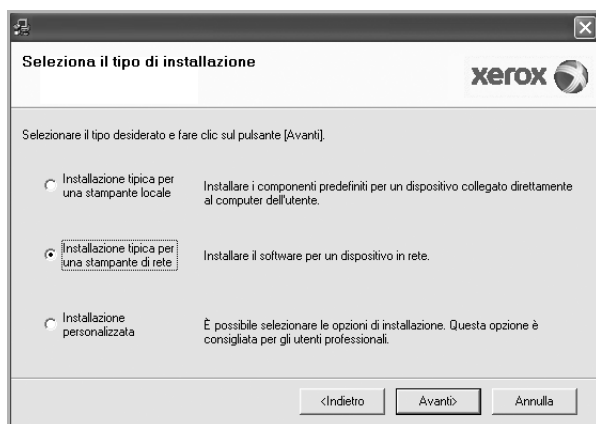 Seleziona il tipo di installazione
xerox
Selezionare il tipo desiderato e fare clic sul pulsante [Avanti].
Installazione tipica per
una stampante locale
Installare i componenti predefiniti per un dispositivo collegato direttamente
al computer dell'utente.
Installazione tipica per
una stampante di rete
Installare il software per un dispositivo in rete.
Installazione
personalizzata
È possibile selezionare le opzioni di installazione. Questa opzione è
consigliata per gli utenti professionali.
<Indietro
Avanti>
Annulla